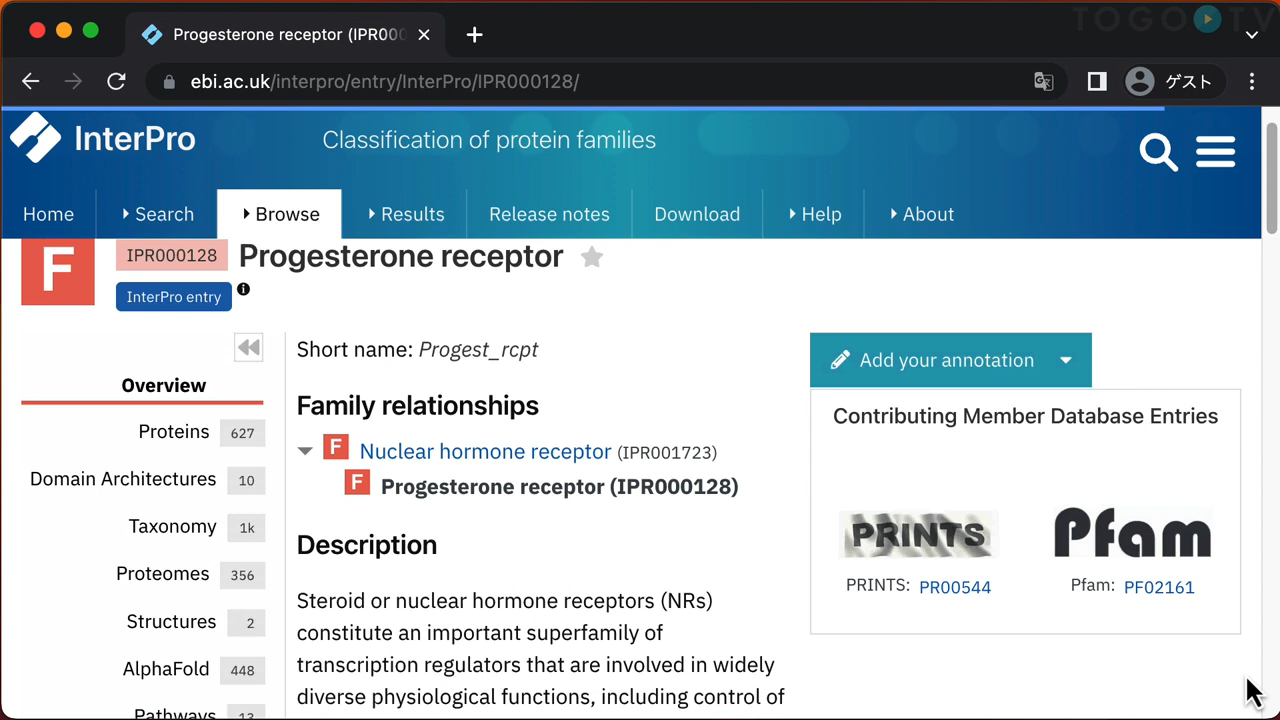 TOGO TV
Progesterone receptor (IPR000
ebi.ac.uk/interpro/entry/InterPro/IPR000128/
ゲスト
InterPro
Classification of protein families
Home
Search
Browse
Results
Release notes
Download
Help
About
F
IPR000128
Progesterone receptor
InterPro entry
Short name: Progest_rcpt
Add your annotation
Overview
Family relationships
Contributing Member Database Entries
Proteins 627
F Nuclear hormone receptor (IPR001723)
Domain Architectures 10
F Progesterone receptor (IPR000128)
Taxonomy 1k
Description
PRINTS
Pfam
Proteomes 356
PRINTS: PR00544
Pfam: PF02161
Steroid or nuclear hormone receptors (NRs)
Structures 2
constitute an important superfamily of
AlphaFold 448
transcription regulators that are involved in widely
diverse physiological functions, including control of
Pathways 13